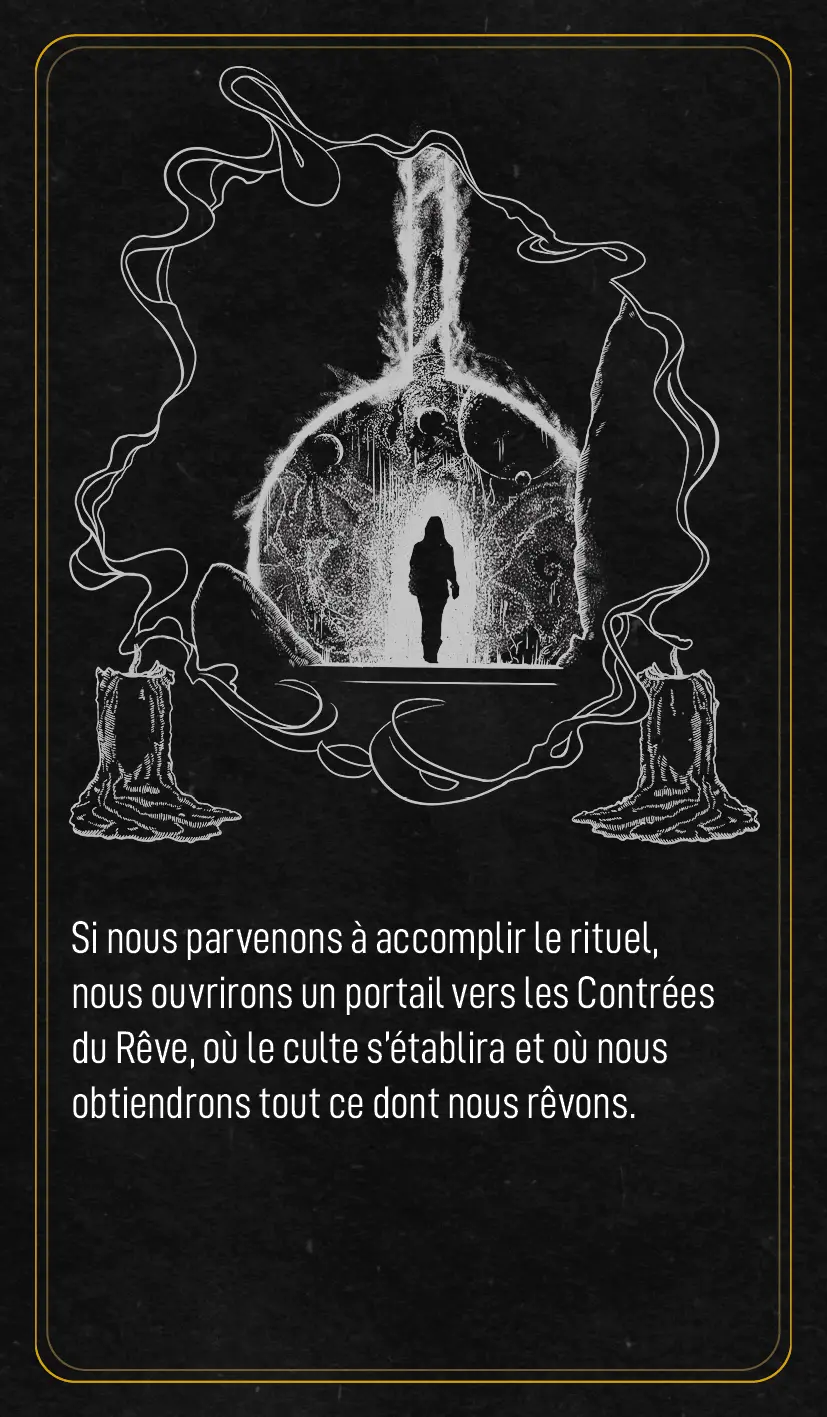 Si nous parvenons à accomplir le rituel,
nous ouvrirons un portail vers les Contrées
du Rêve, où le culte s'établira et où nous
obtiendrons tout ce dont nous rêvons.